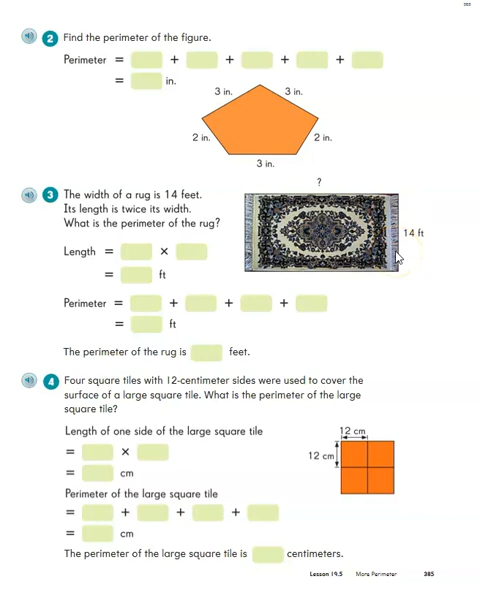 385
2 Find the perimeter of the figure.
Perimeter = + + + +
= in.
3 in. 3 in.
2 in. 2 in.
3 in.
?
3 The width of a rug is 14 feet.
Its length is twice its width.
What is the perimeter of the rug?
14 ft
Length = ×
= ft
Perimeter = + + +
= ft
The perimeter of the rug is feet.
4 Four square tiles with 12-centimeter sides were used to cover the
surface of a large square tile. What is the perimeter of the large
square tile?
Length of one side of the large square tile
12 cm
12 cm
= ×
= cm
Perimeter of the large square tile
= + + +
= cm
The perimeter of the large square tile is centimeters.
Lesson 19.5 More Perimeter 385